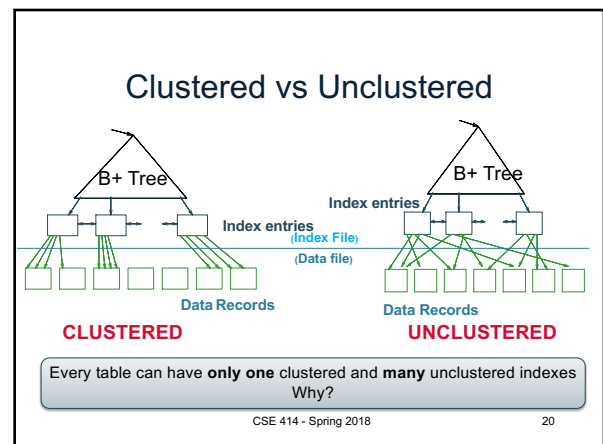 Clustered vs Unclustered
B+ Tree
B+ Tree
Index entries
Index entries
(Index File)
(Data file)
Data Records
Data Records
CLUSTERED
UNCLUSTERED
Every table can have only one clustered and many unclustered indexes
Why?
CSE 414 - Spring 2018
20